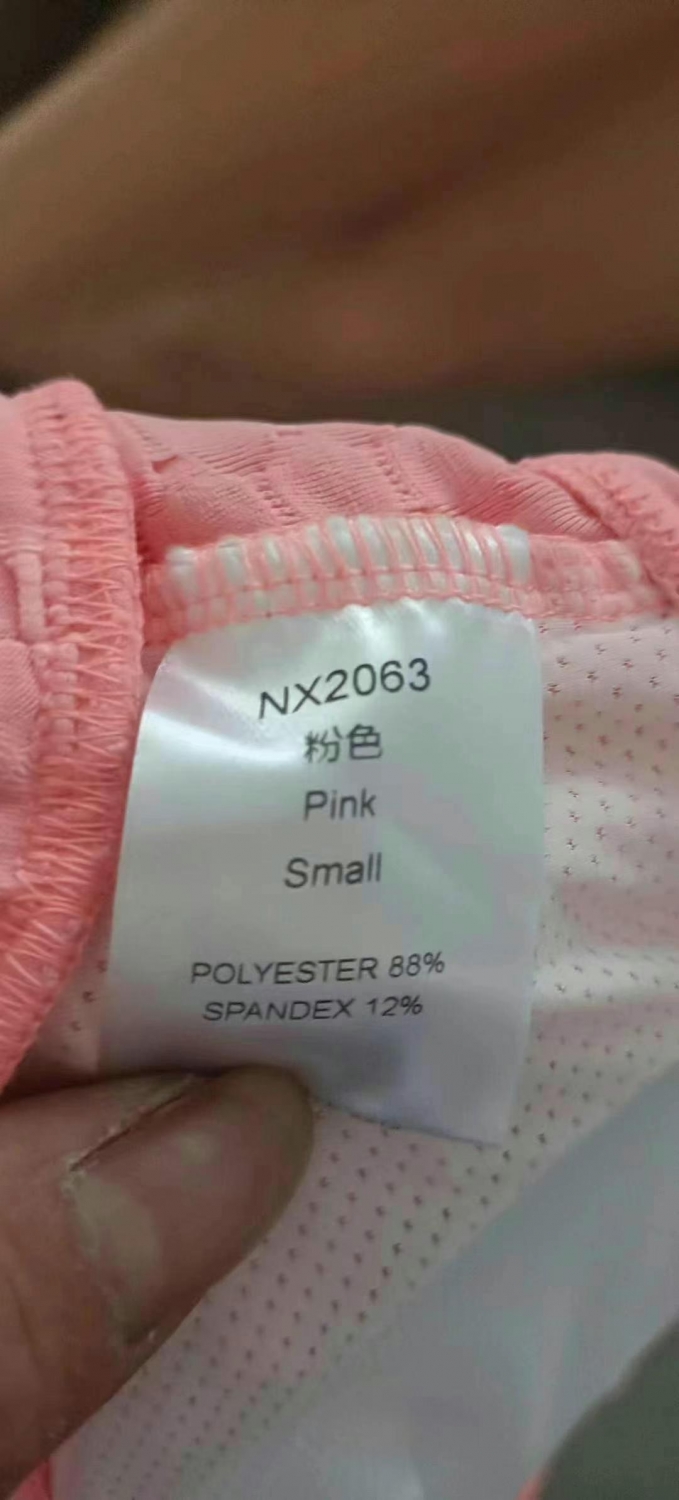 NX2063
粉色
Pink
Small
POLYESTER 88%
SPANDEX 12%